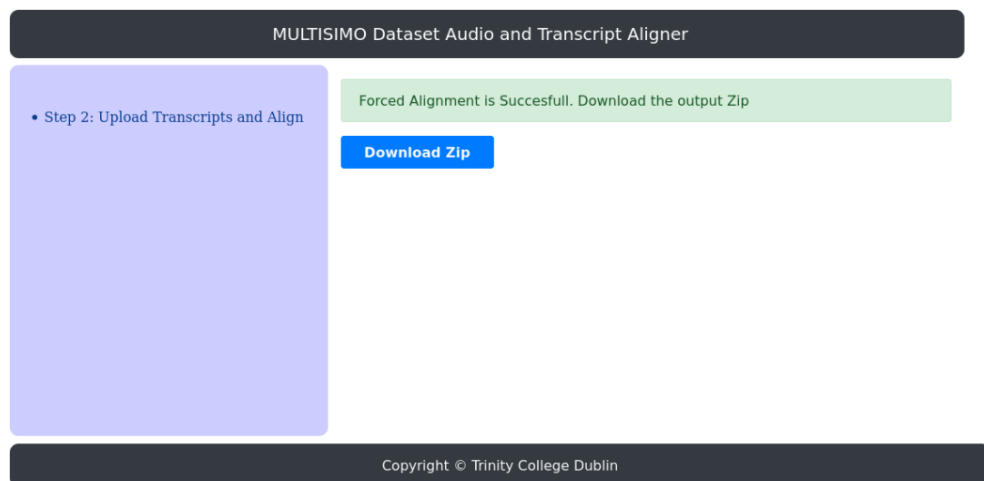 MULTISIMO Dataset Audio and Transcript Aligner
• Step 2: Upload Transcripts and Align
Forced Alignment is Succesfull. Download the output Zip
Download Zip
Copyright © Trinity College Dublin